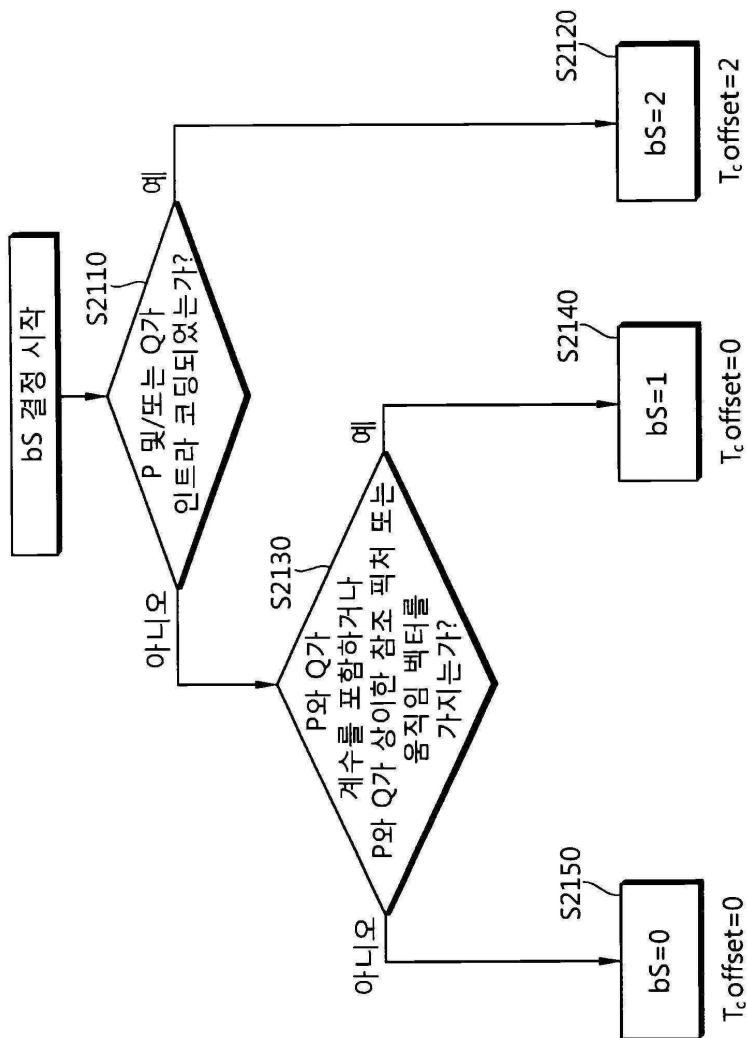 bS 결정 시작
S2110
P 및/또는 Q가
인트라 코딩되었는가?
아니오
예
S2130
P와 Q가
계수를 포함하거나
P와 Q가 상이한 참조 픽처 또는
움직임 벡터를
가지는가?
아니오
예
S2150
bS=0
Tc offset=0
S2140
bS=1
Tc offset=0
S2120
bS=2
Tc offset=2